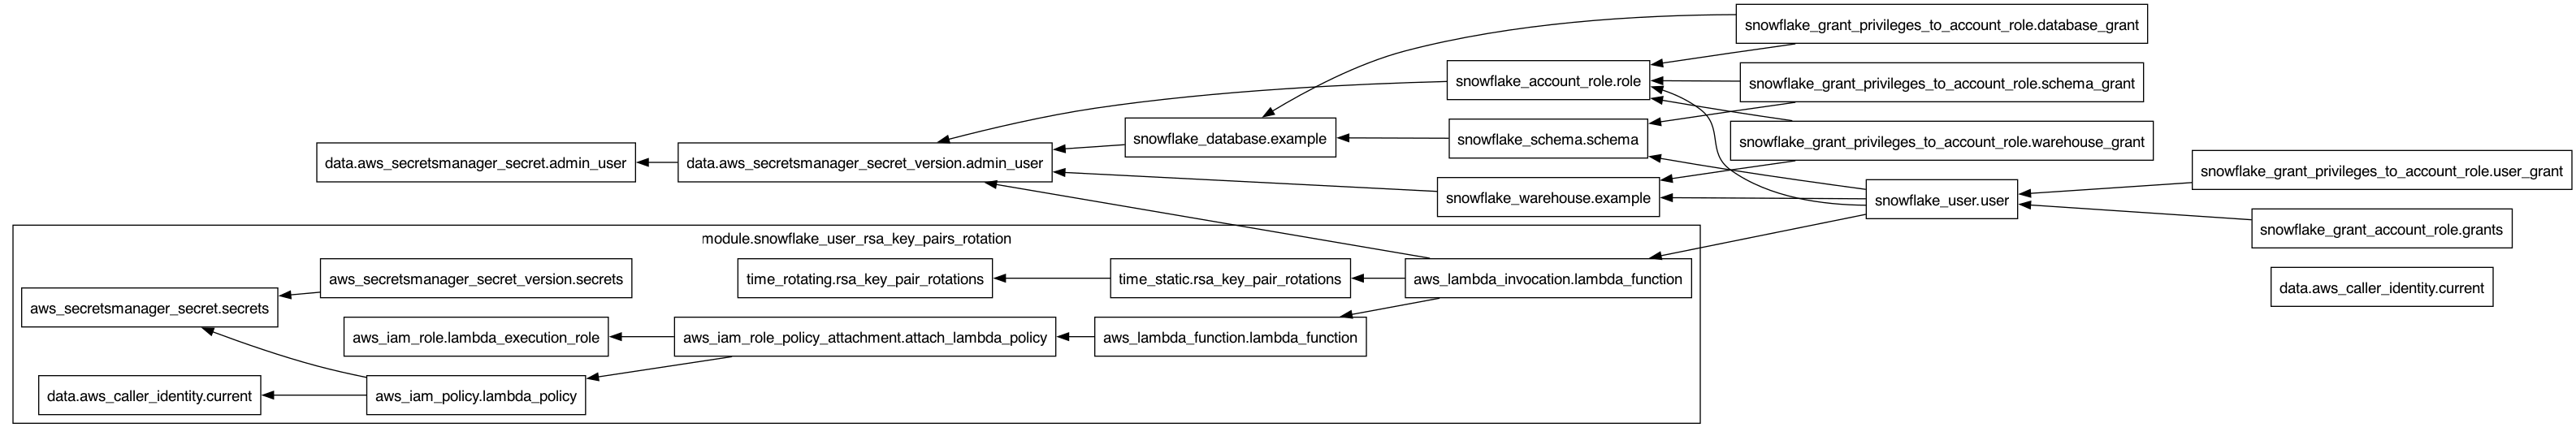 snowflake_grant_privileges_to_account_role.database_grant
snowflake_account_role.role
snowflake_grant_privileges_to_account_role.schema_grant
snowflake_database.example
snowflake_schema.schema
snowflake_grant_privileges_to_account_role.warehouse_grant
data.aws_secretsmanager_secret.admin_user
data.aws_secretsmanager_secret_version.admin_user
snowflake_warehouse.example
snowflake_user.user
snowflake_grant_privileges_to_account_role.user_grant
snowflake_grant_account_role.grants
data.aws_caller_identity.current
module.snowflake_user_rsa_key_pairs_rotation
aws_secretsmanager_secret_version.secrets
time_rotating.rsa_key_pair_rotations
time_static.rsa_key_pair_rotations
aws_lambda_invocation.lambda_function
aws_secretsmanager_secret.secrets
aws_iam_role.lambda_execution_role
aws_iam_role_policy_attachment.attach_lambda_policy
aws_lambda_function.lambda_function
data.aws_caller_identity.current
aws_iam_policy.lambda_policy